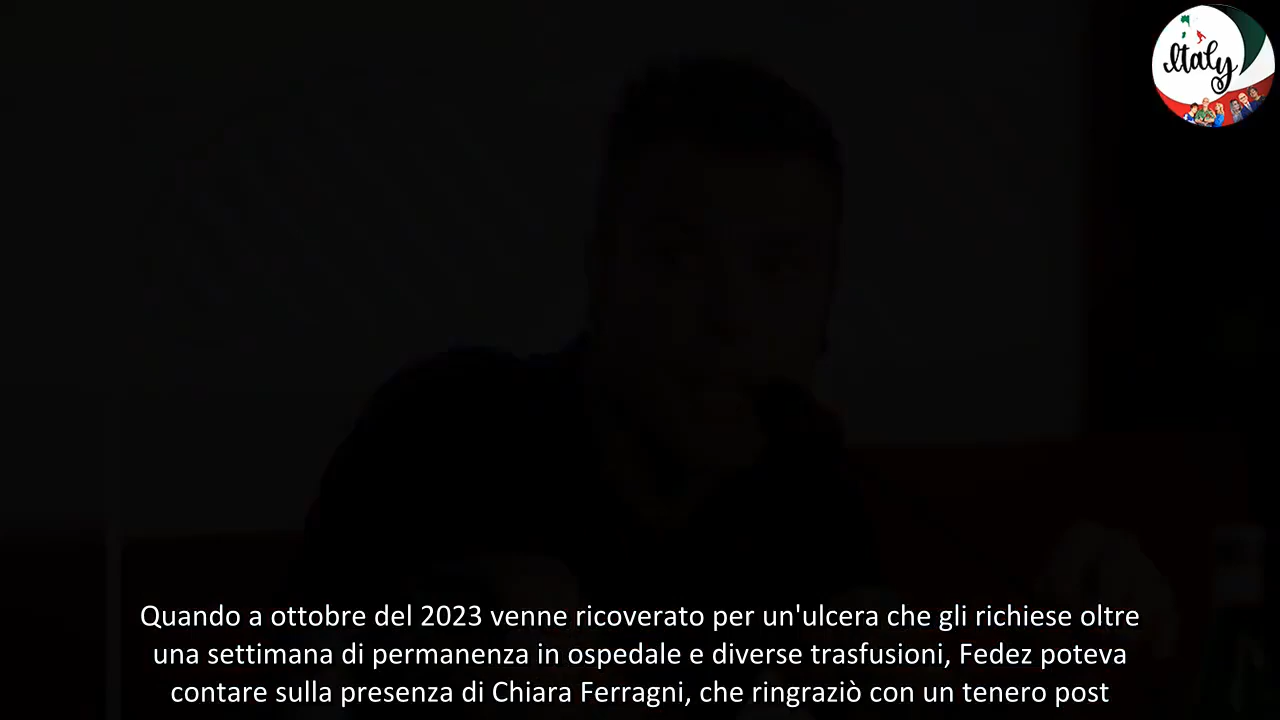 Italy
Quando a ottobre del 2023 venne ricoverato per un'ulcera che gli richiese oltre
una settimana di permanenza in ospedale e diverse trasfusioni, Fedez poteva
contare sulla presenza di Chiara Ferragni, che ringraziò con un tenero post